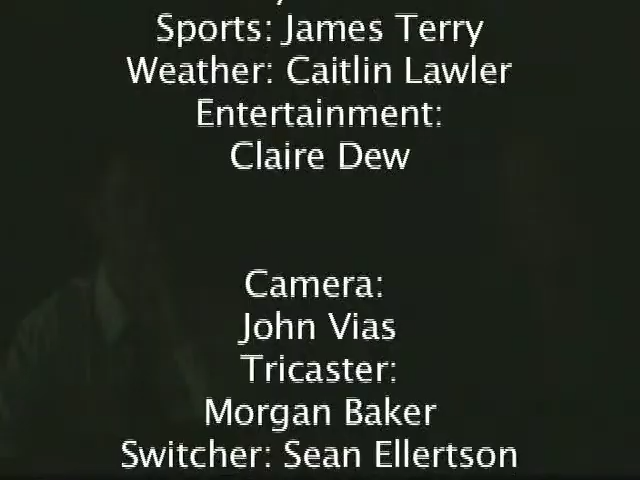 Sports: James Terry
Weather: Caitlin Lawler
Entertainment:
Claire Dew
Camera:
John Vias
Tricaster:
Morgan Baker
Switcher: Sean Ellertson